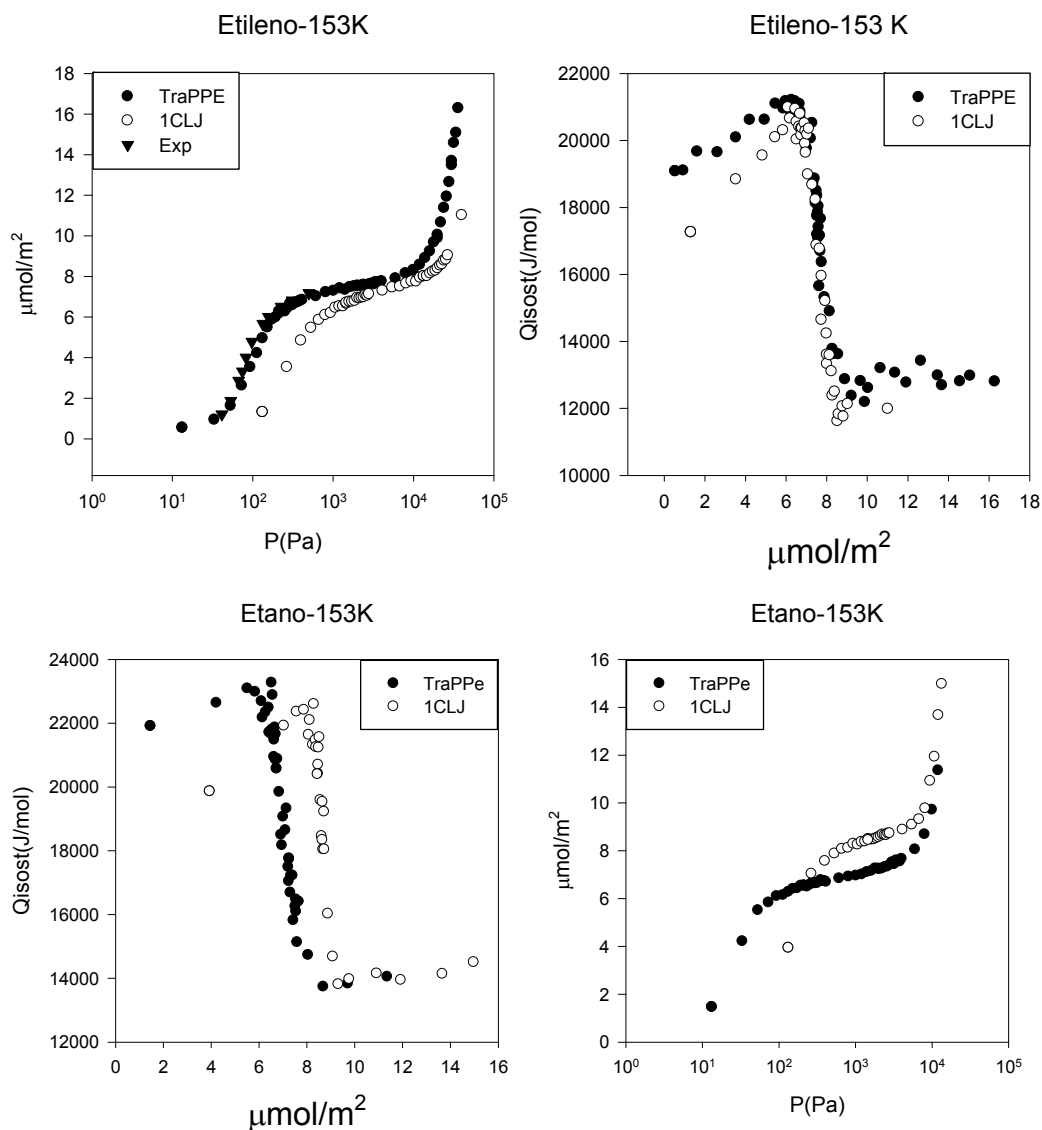 Etileno-153K
18
16
14
12
10
8
6
4
2
0
TraPPE
1CLJ
Exp
μmol/m²
10⁰ 10¹ 10² 10³ 10⁴ 10⁵
P(Pa)
Etileno-153 K
22000
20000
18000
16000
14000
12000
10000
TraPPE
1CLJ
Qisost(J/mol)
0 2 4 6 8 10 12 14 16 18
μmol/m²
Etano-153K
24000
22000
20000
18000
16000
14000
12000
TraPPe
1CLJ
Qisost(J/mol)
0 2 4 6 8 10 12 14 16
μmol/m²
Etano-153K
16
14
12
10
8
6
4
2
0
TraPPe
1CLJ
μmol/m²
10⁰ 10¹ 10² 10³ 10⁴ 10⁵
P(Pa)